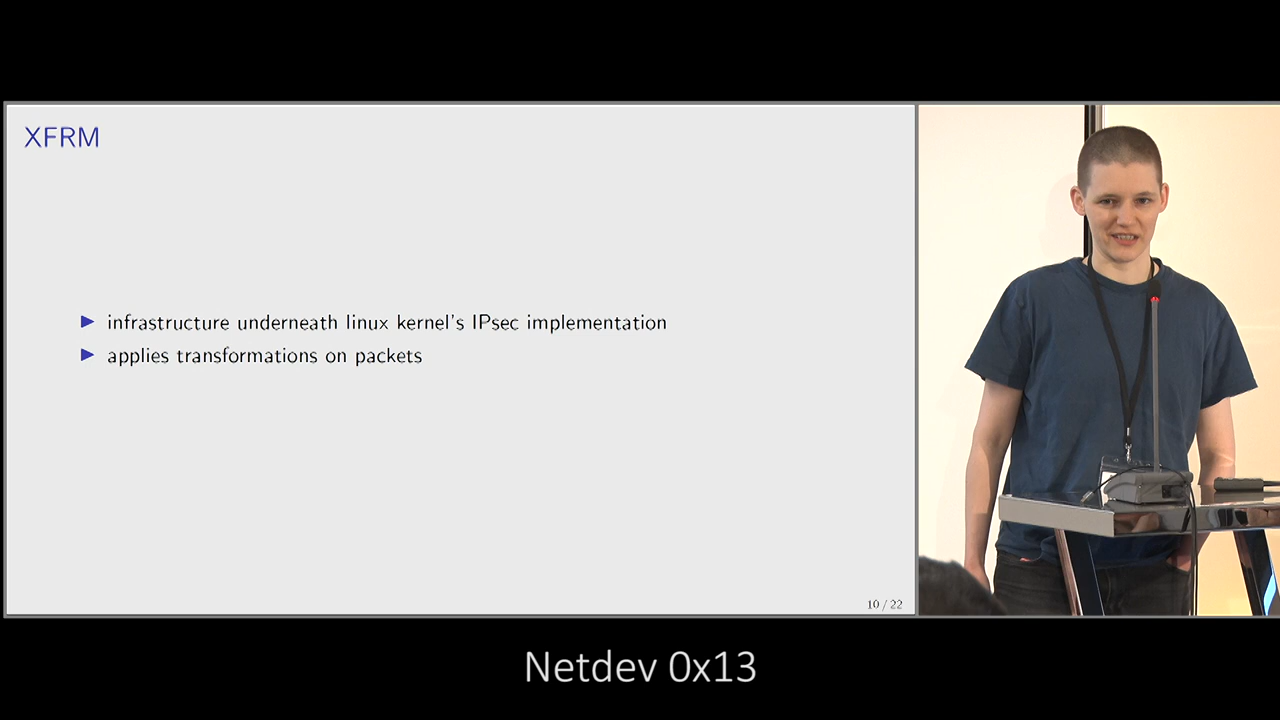 XFRM
▶ infrastructure underneath linux kernel's IPsec implementation
▶ applies transformations on packets
10 / 22
Netdev 0x13